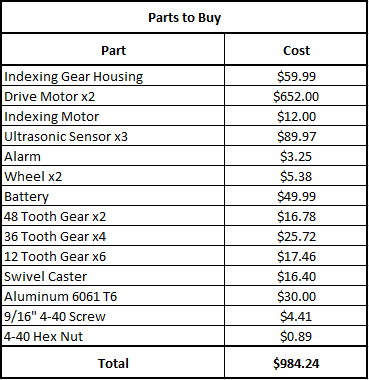 Parts to Buy
Part Cost
Indexing Gear Housing $59.99
Drive Motor x2 $652.00
Indexing Motor $12.00
Ultrasonic Sensor x3 $89.97
Alarm $3.25
Wheel x2 $5.38
Battery $49.99
48 Tooth Gear x2 $16.78
36 Tooth Gear x4 $25.72
12 Tooth Gear x6 $17.46
Swivel Caster $16.40
Aluminum 6061 T6 $30.00
9/16" 4-40 Screw $4.41
4-40 Hex Nut $0.89
Total $984.24